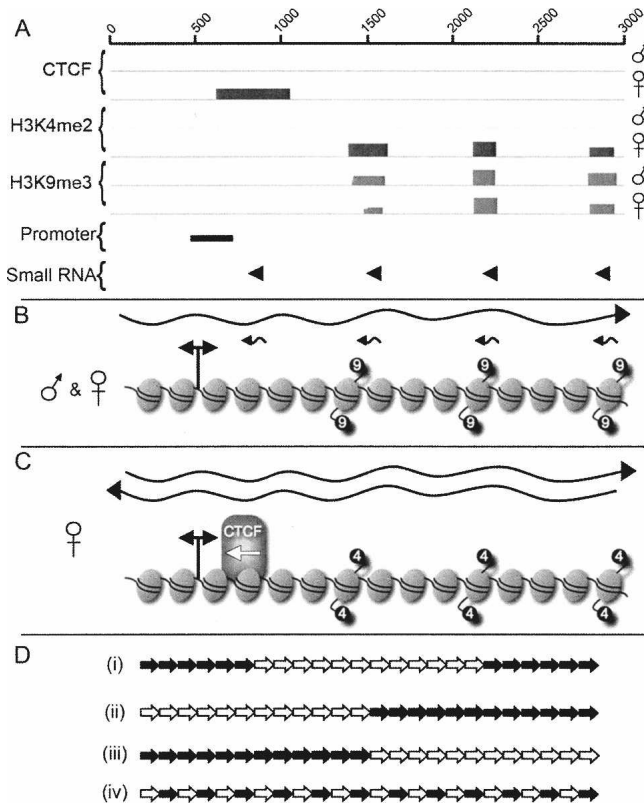 A
0 500 1000 1500 2000 2500 3000
CTCF
♂
♀
H3K4me2
♂
♀
H3K9me3
♂
♀
Promoter
Small RNA
B
♂ & ♀
9 9 9
9 9 9
C
♀
CTCF
4 4 4
4 4 4
D
(i)
(ii)
(iii)
(iv)